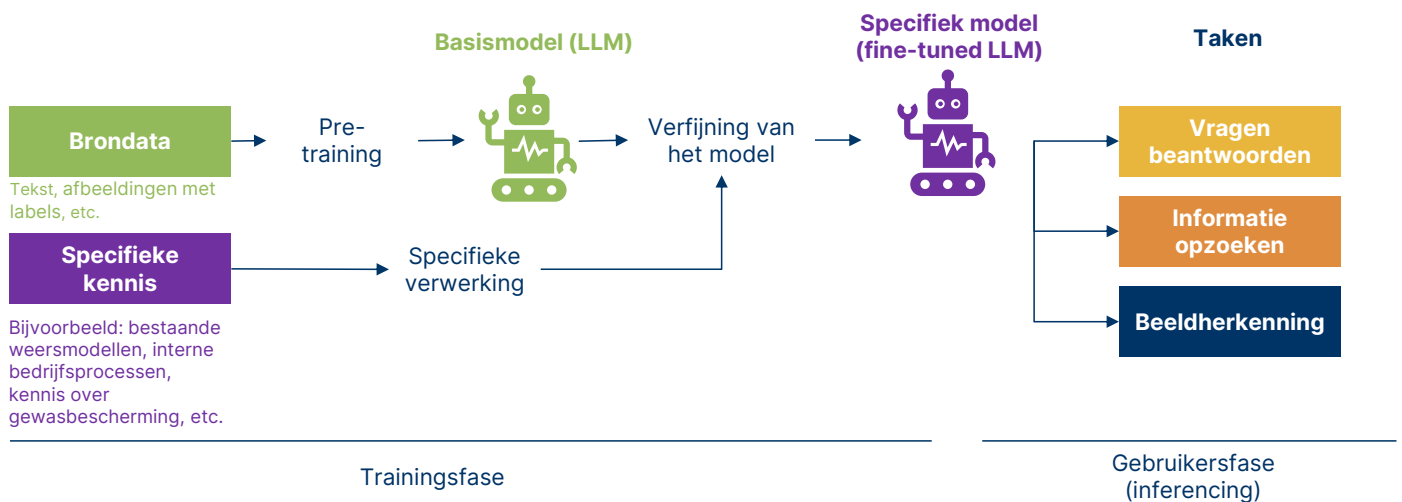 Basismodel (LLM)
Specifiek model
(fine-tuned LLM)
Taken
Brondata
Pre-
training
Verfijning van
het model
Vragen
beantwoorden
Tekst, afbeeldingen met
labels, etc.
Specifieke
kennis
Specifieke
verwerking
Informatie
opzoeken
Beeldherkenning
Bijvoorbeeld: bestaande
weersmodellen, interne
bedrijfsprocessen,
kennis over
gewasbescherming, etc.
Trainingsfase
Gebruikersfase
(inferencing)